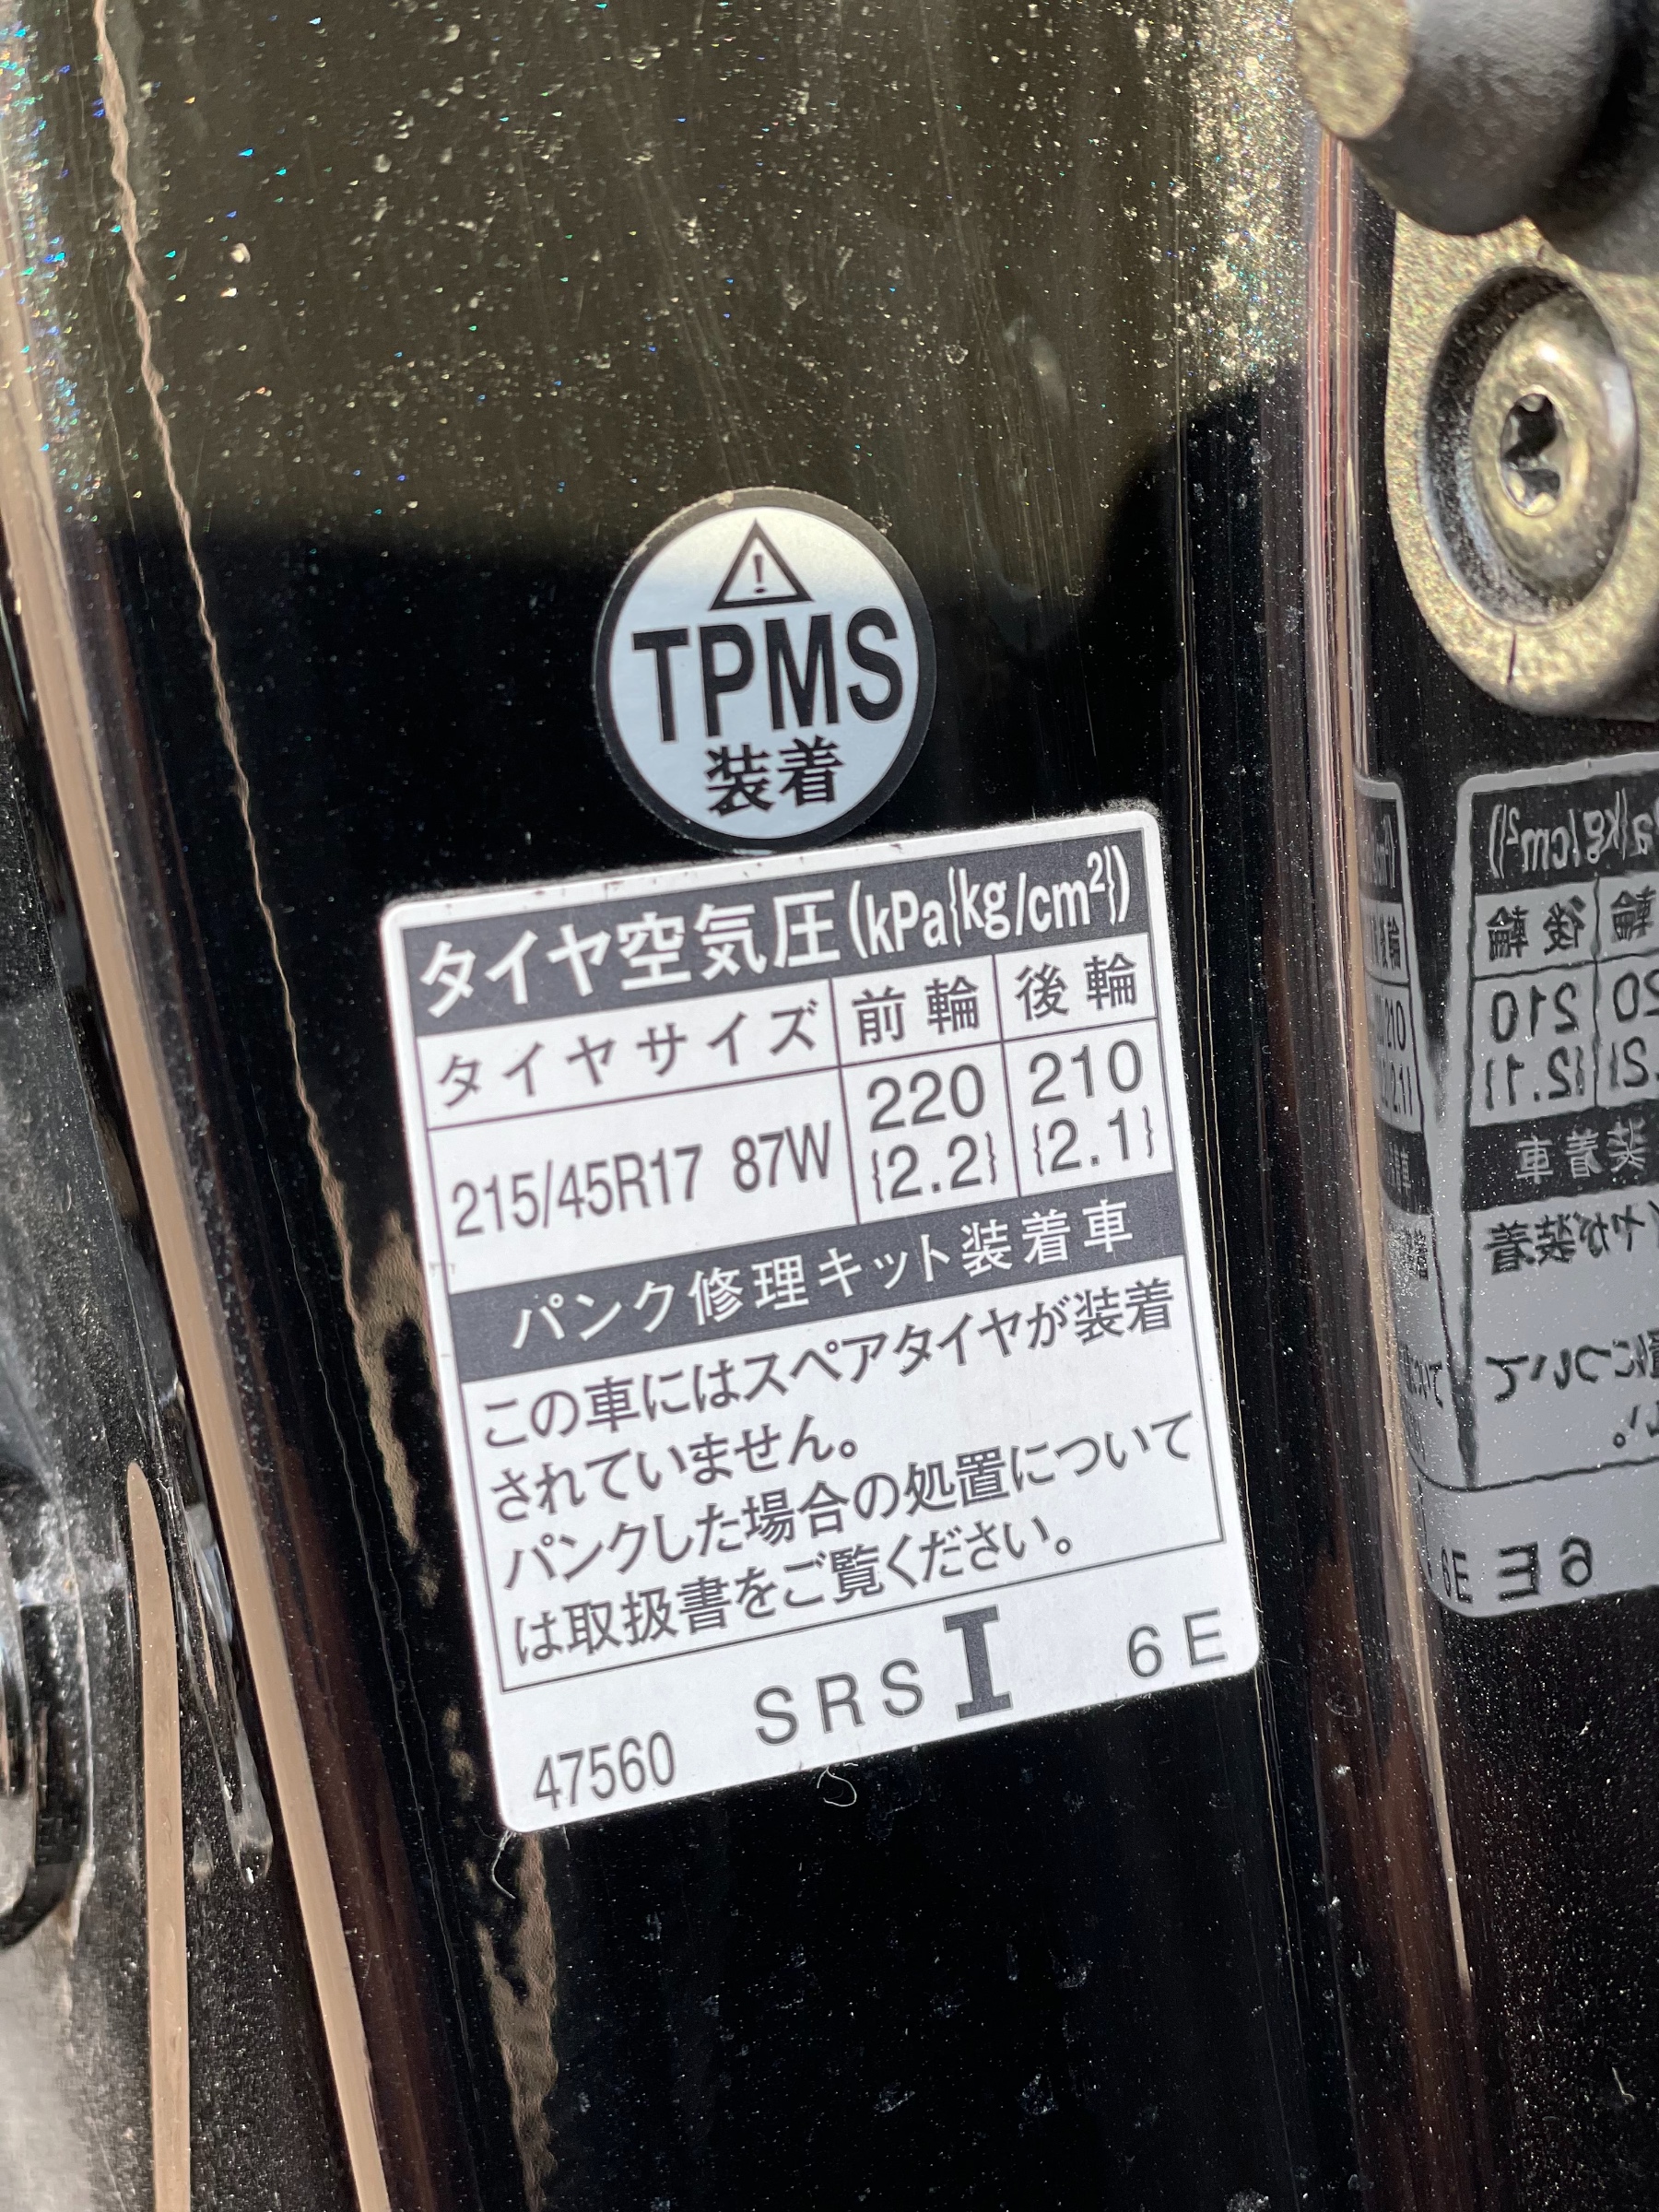 TPMS
装着
タイヤ空気圧(kPa{kg/cm²})
タイヤサイズ 前輪 後輪
215/45R17 87W 220 {2.2} 210 {2.1}
パンク修理キット装着車
この車にはスペアタイヤが装着
されていません。
パンクした場合の処置について
は取扱書をご覧ください。
47560 SRS I 6E